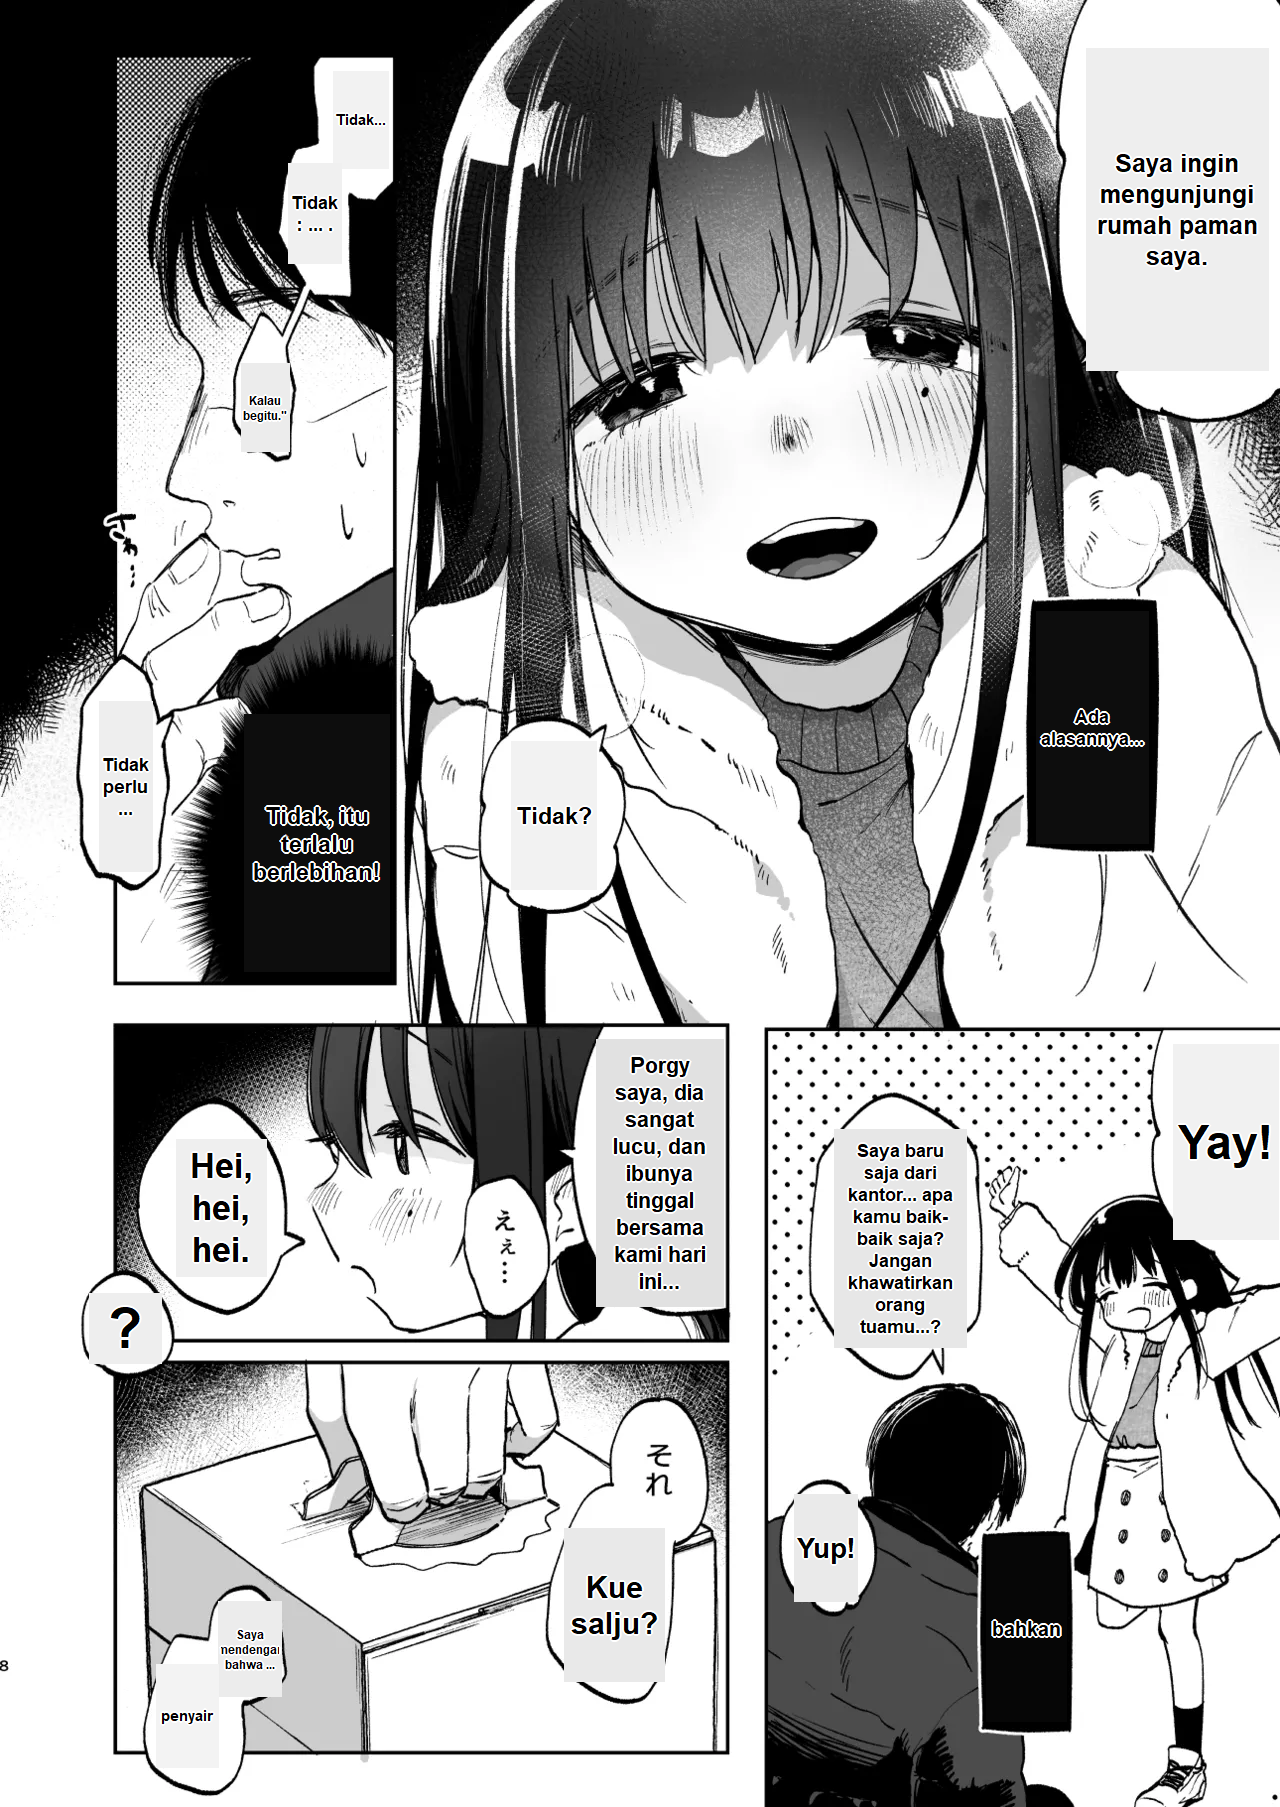 Saya ingin
mengunjungi
rumah paman
saya.
Ada
alasannya...
Tidak?
Tidak...
Tidak
: ... .
Kalau
begitu."
さわ…
Tidak
perlu
...
Tidak, itu
terlalu
berlebihan!
Yay!
Saya baru
saja dari
kantor... apa
kamu baik-
baik saja?
Jangan
khawatirkan
orang
tuamu...?
Yup!
bahkan
Porgy
saya, dia
sangat
lucu, dan
ibunya
tinggal
bersama
kami hari
ini...
ええ…
Hei,
hei,
hei.
?
それ
Kue
salju?
Saya
mendengar
bahwa ...
penyair
8